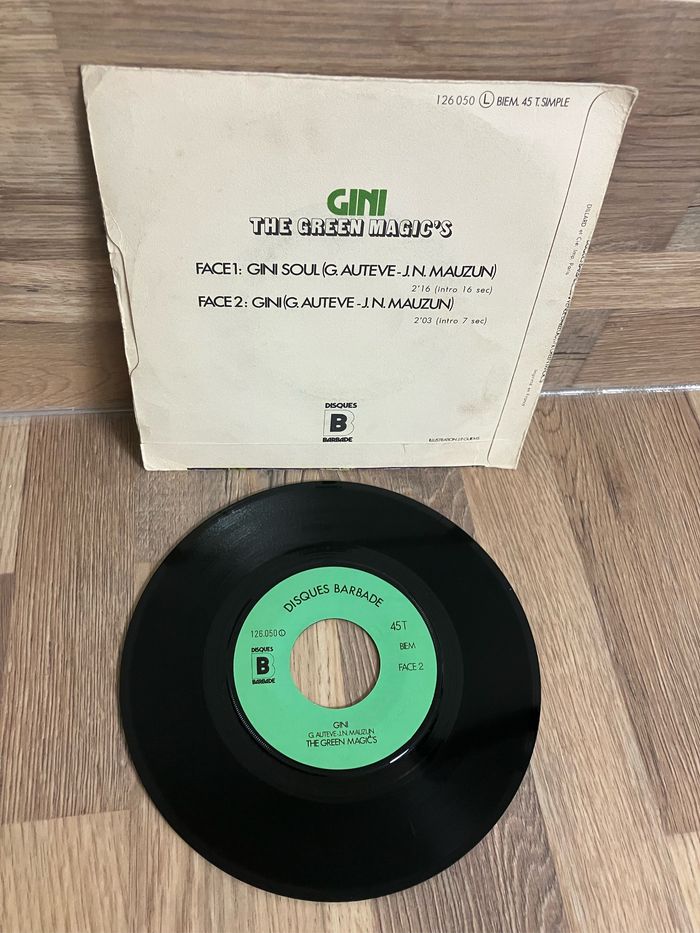 126 050 Ⓛ BIEM. 45 T. SIMPLE
GINI
THE GREEN MAGIC'S
FACE 1: GINI SOUL (G. AUTEVE - J.N. MAUZUN)
2'16 (intro 16 sec)
FACE 2: GINI (G. AUTEVE - J.N. MAUZUN)
2'03 (intro 7 sec)
DISQUES
B
BARBADE
DISQUES BARBADE
126.050 Ⓛ
45 T
DISQUES
B
BARBADE
BIEM
FACE 2
GINI
G. AUTEVE-J.N. MAUZUN
THE GREEN MAGIC'S